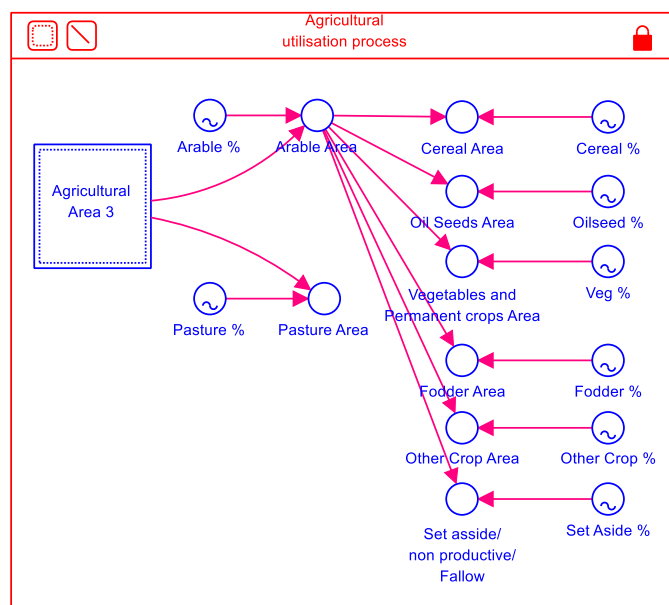 Agricultural
utilisation process
Arable %
Arable Area
Cereal Area
Cereal %
Agricultural
Area 3
Oil Seeds Area
Oilseed %
Vegetables and
Permanent crops Area
Veg %
Pasture %
Pasture Area
Fodder Area
Fodder %
Other Crop Area
Other Crop %
Set asside/
non productive/
Fallow
Set Aside %